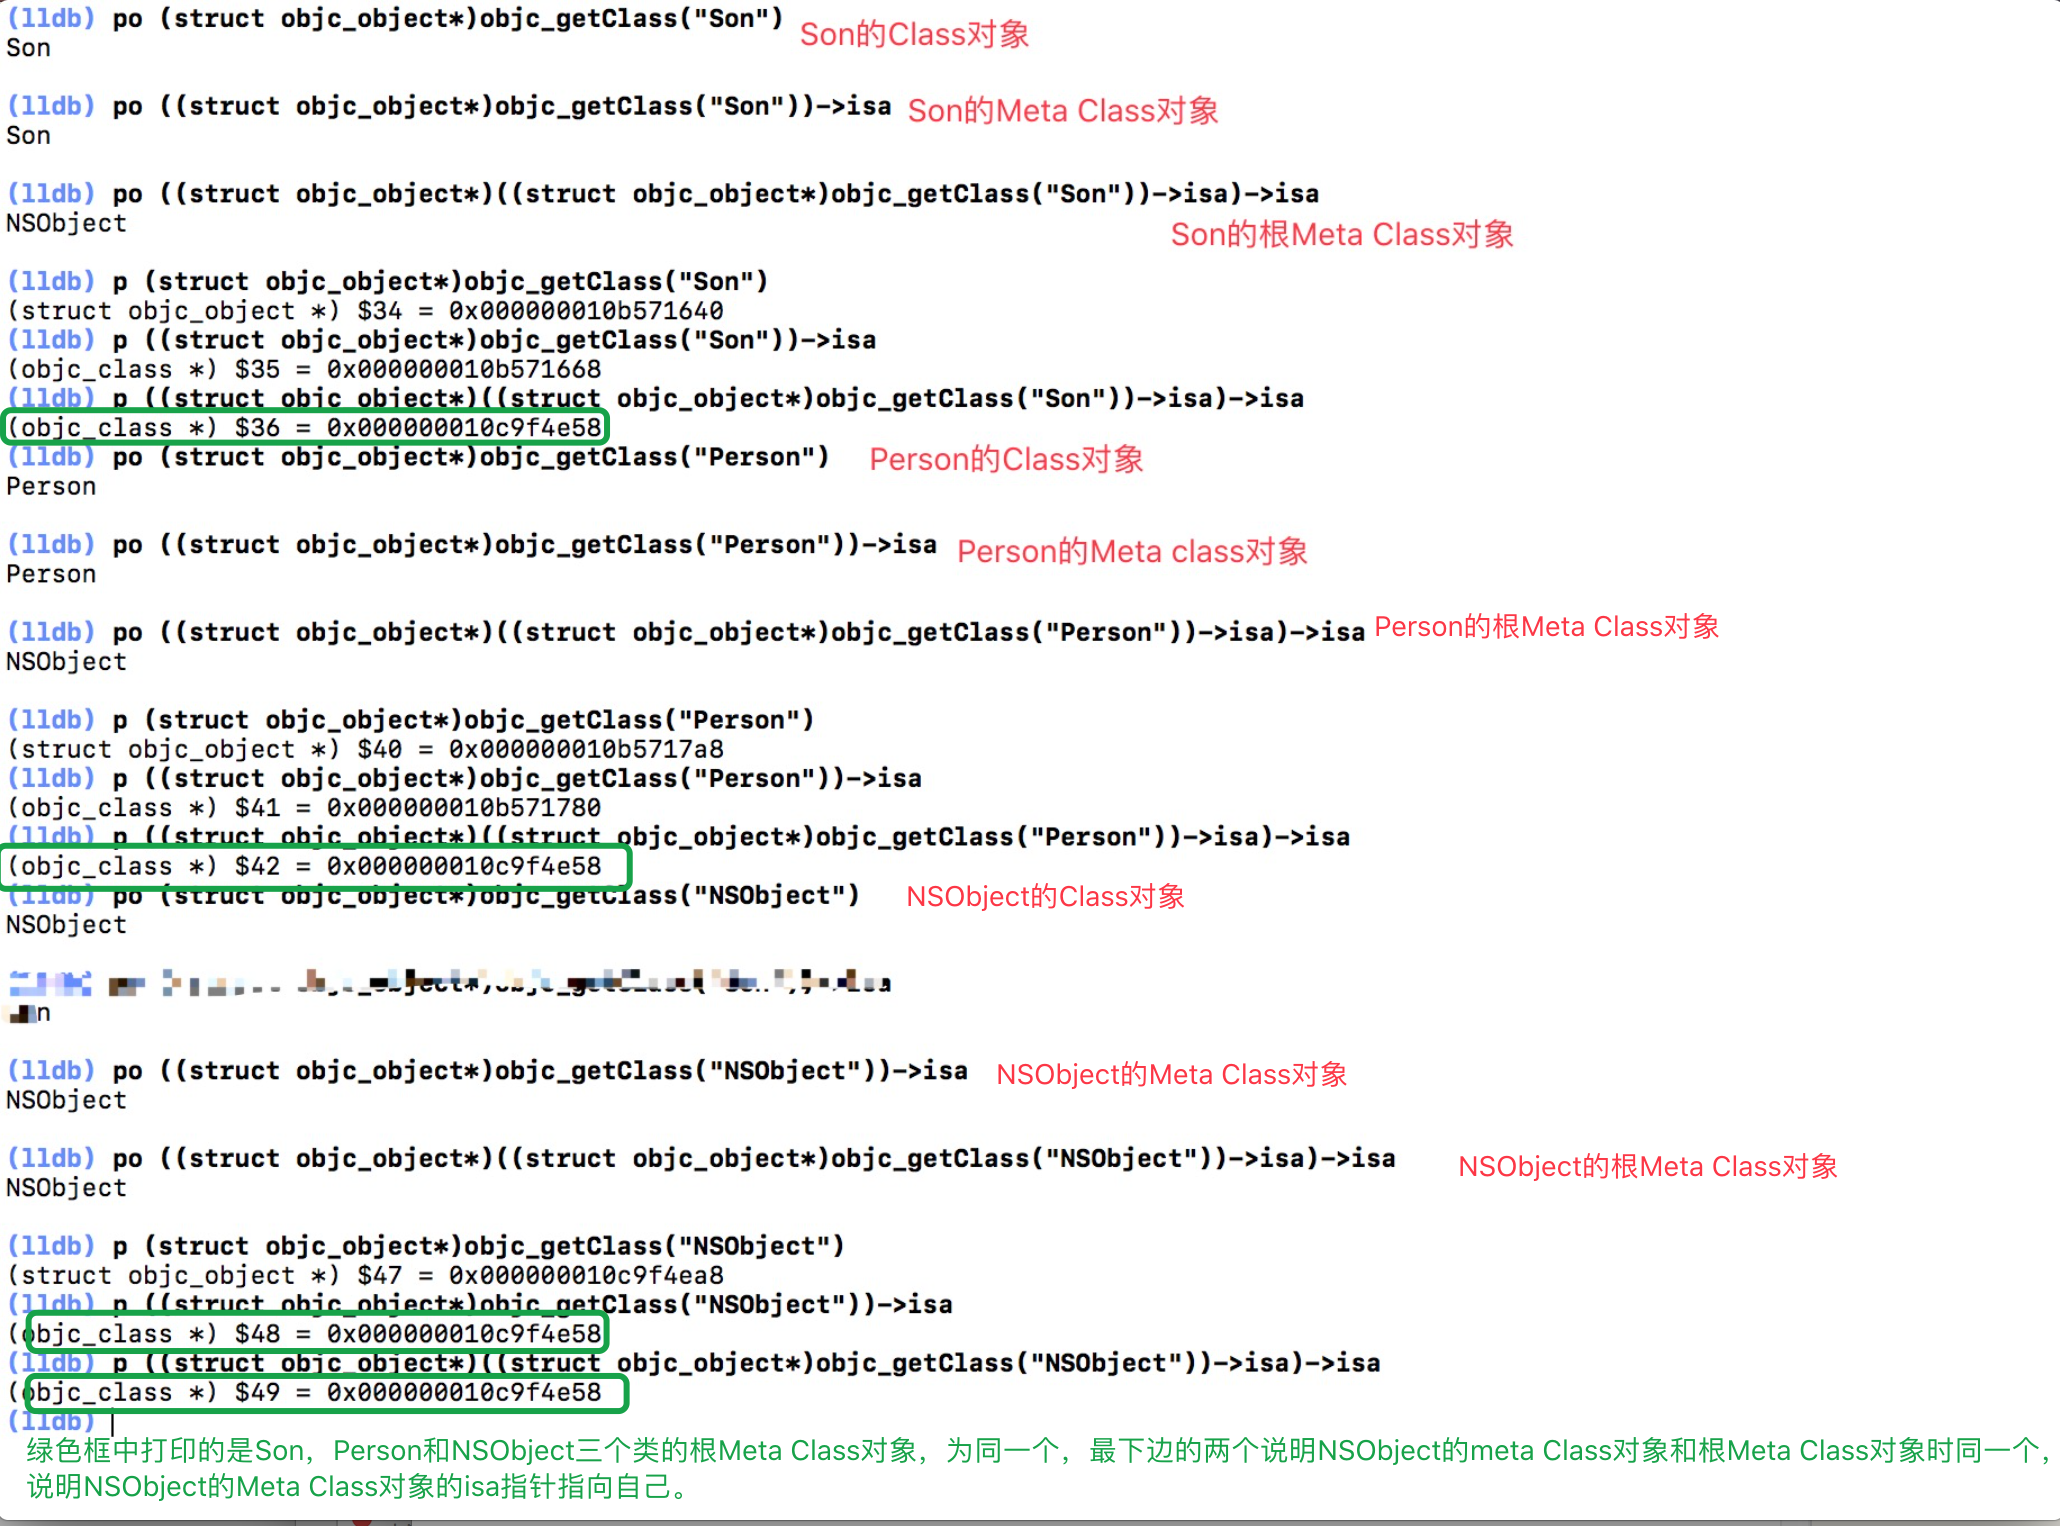 (lldb) po (struct objc_object*)objc_getClass("Son") Son的Class对象
Son
(lldb) po ((struct objc_object*)objc_getClass("Son"))->isa Son的Meta Class对象
Son
(lldb) po ((struct objc_object*)((struct objc_object*)objc_getClass("Son"))->isa)->isa
NSObject
Son的根Meta Class对象
(lldb) p (struct objc_object*)objc_getClass("Son")
(struct objc_object *) $34 = 0x000000010b571640
(lldb) p ((struct objc_object*)objc_getClass("Son"))->isa
(objc_class *) $35 = 0x000000010b571668
(lldb) p ((struct objc_object*)((struct objc_object*)objc_getClass("Son"))->isa)->isa
(objc_class *) $36 = 0x000000010c9f4e58
(lldb) po (struct objc_object*)objc_getClass("Person") Person的Class对象
Person
(lldb) po ((struct objc_object*)objc_getClass("Person"))->isa Person的Meta class对象
Person
(lldb) po ((struct objc_object*)((struct objc_object*)objc_getClass("Person"))->isa)->isa Person的根Meta Class对象
NSObject
(lldb) p (struct objc_object*)objc_getClass("Person")
(struct objc_object *) $40 = 0x000000010b5717a8
(lldb) p ((struct objc_object*)objc_getClass("Person"))->isa
(objc_class *) $41 = 0x000000010b571780
(lldb) p ((struct objc_object*)((struct objc_object*)objc_getClass("Person"))->isa)->isa
(objc_class *) $42 = 0x000000010c9f4e58
(lldb) po (struct objc_object*)objc_getClass("NSObject") NSObject的Class对象
NSObject
(lldb) po ((struct objc_object*)objc_getClass("NSObject"))->isa NSObject的Meta Class对象
NSObject
(lldb) po ((struct objc_object*)((struct objc_object*)objc_getClass("NSObject"))->isa)->isa NSObject的根Meta Class对象
NSObject
(lldb) p (struct objc_object*)objc_getClass("NSObject")
(struct objc_object *) $47 = 0x000000010c9f4ea8
(lldb) p ((struct objc_object*)objc_getClass("NSObject"))->isa
(objc_class *) $48 = 0x000000010c9f4e58
(lldb) p ((struct objc_object*)((struct objc_object*)objc_getClass("NSObject"))->isa)->isa
(objc_class *) $49 = 0x000000010c9f4e58
(lldb)
绿色框中打印的是Son，Person和NSObject三个类的根Meta Class对象，为同一个，最下边的两个说明NSObject的meta Class对象和根Meta Class对象时同一个，
说明NSObject的Meta Class对象的isa指针指向自己。